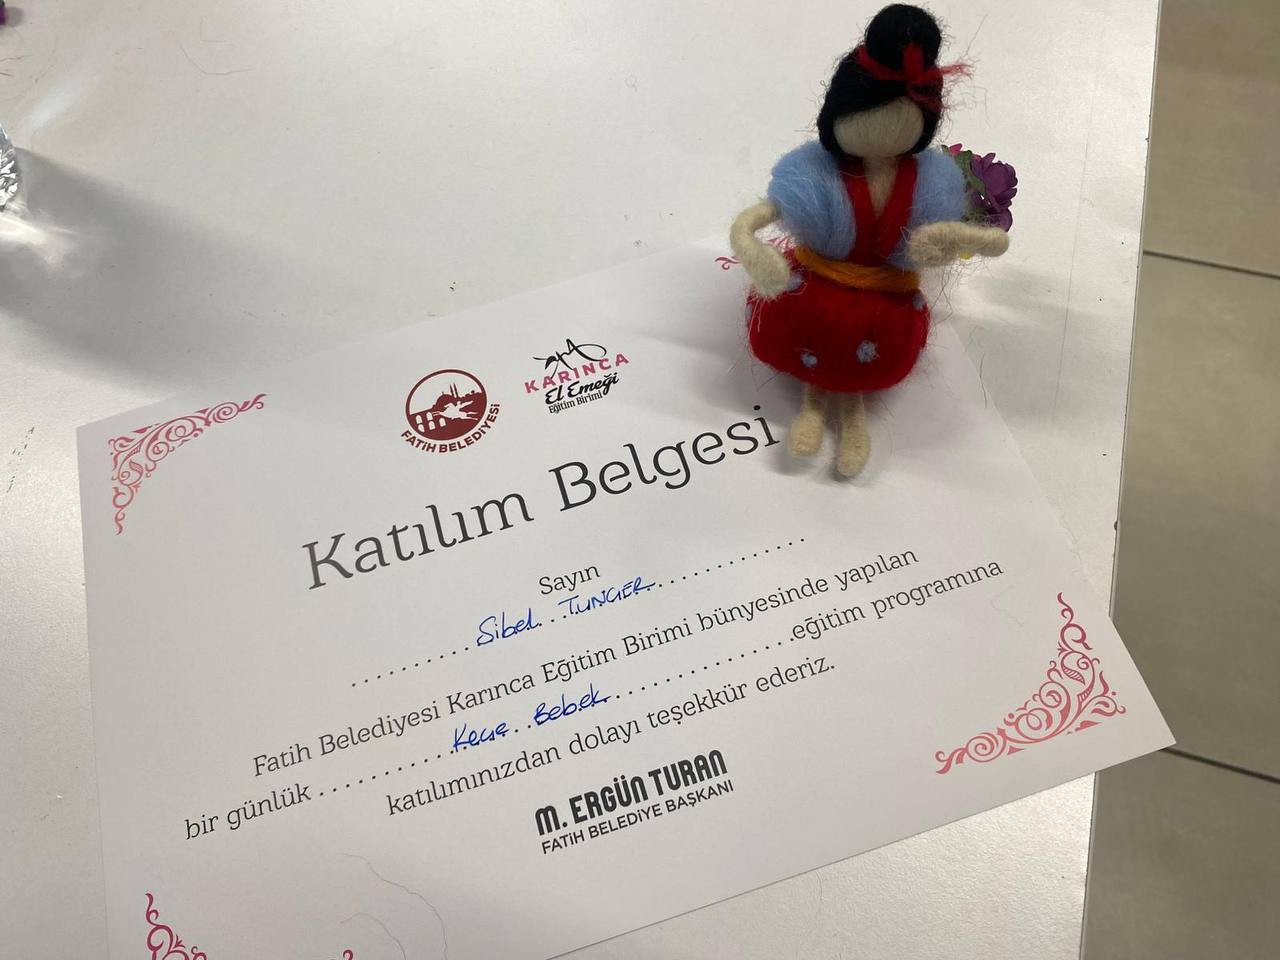 FATİH BELEDİYESİ
KARINCA
El Emeği
Eğitim Birimi
Katılım Belgesi
Sayın
Sibel TUNCER
Fatih Belediyesi Karınca Eğitim Birimi bünyesinde yapılan
bir günlük Keçe Bebek eğitim programına
katılımınızdan dolayı teşekkür ederiz.
M. ERGÜN TURAN
FATİH BELEDİYE BAŞKANI